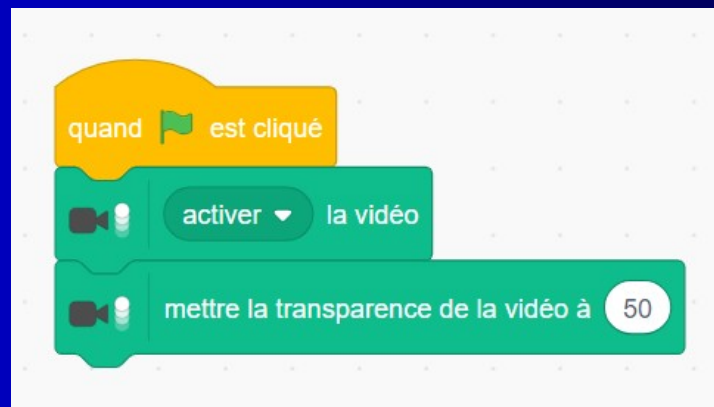 quand est cliqué
activer la vidéo
mettre la transparence de la vidéo à 50